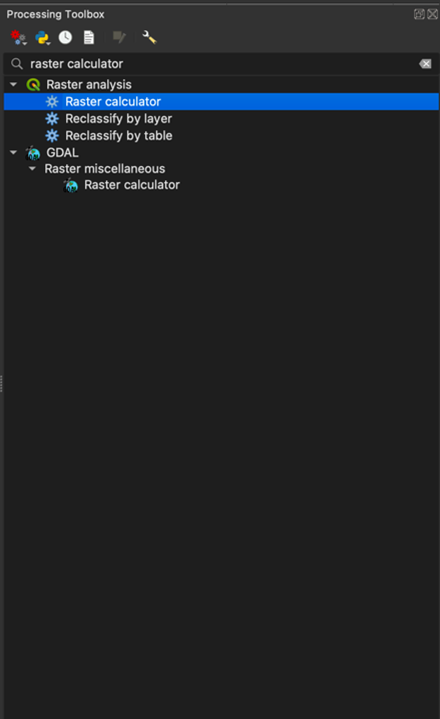 Processing Toolbox
raster calculator
Raster analysis
Raster calculator
Reclassify by layer
Reclassify by table
GDAL
Raster miscellaneous
Raster calculator